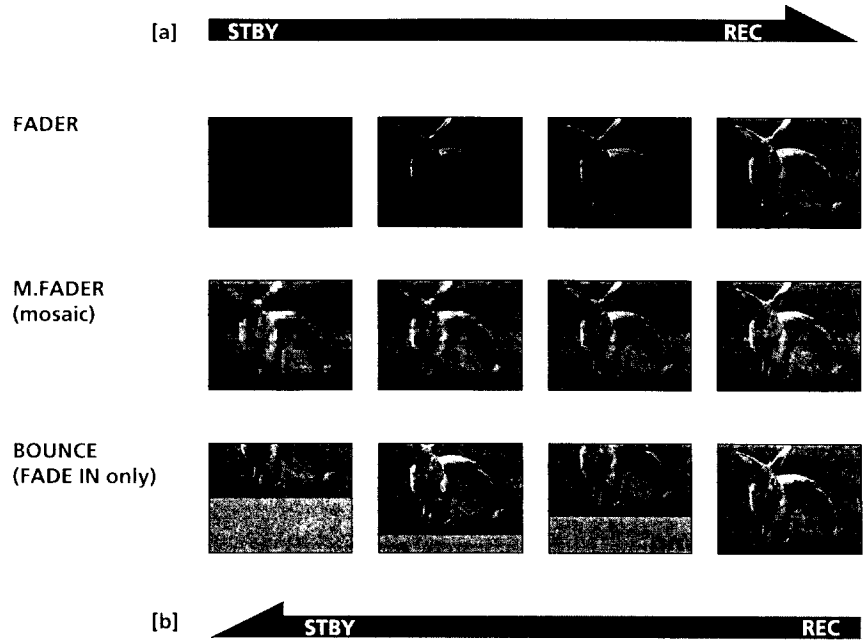 [a] STBY REC
FADER
M.FADER
(mosaic)
BOUNCE
(FADE IN only)
[b] STBY REC